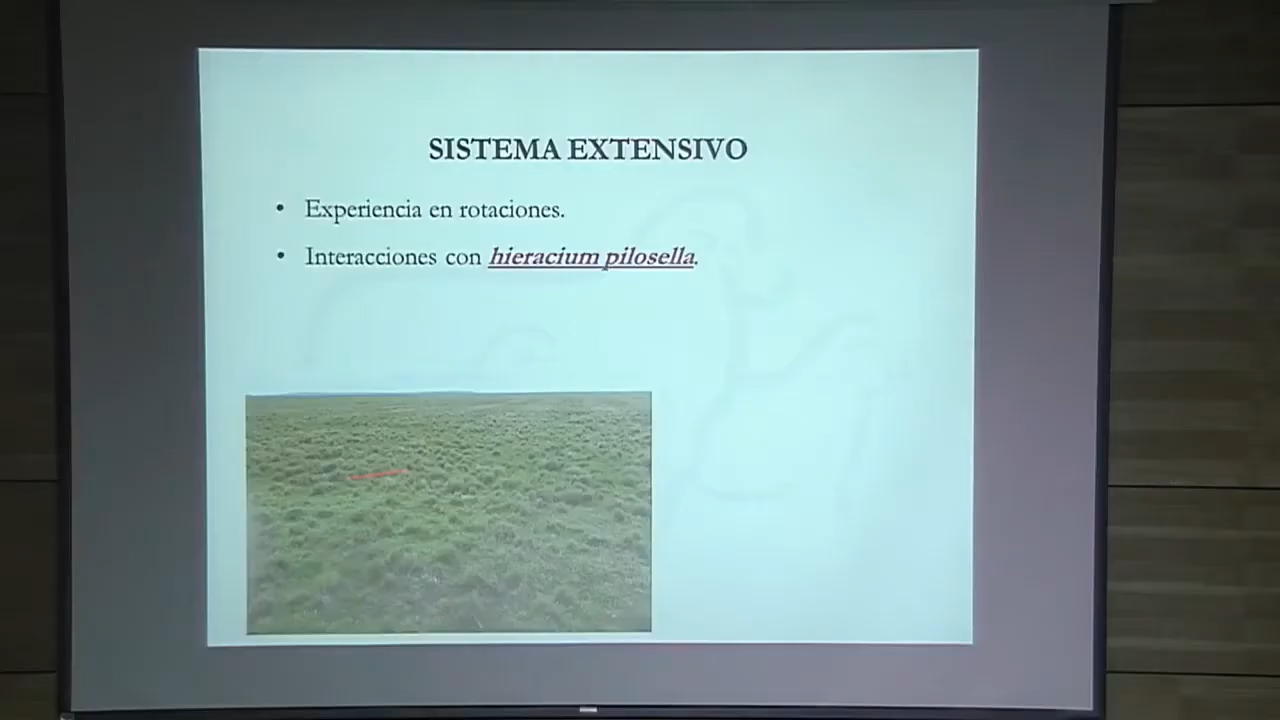 SISTEMA EXTENSIVO
• Experiencia en rotaciones.
• Interacciones con hieracium pilosella.